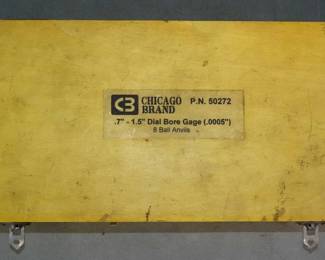 CB CHICAGO BRAND P.N. 50272
.7" - 1.5" Dial Bore Gage (.0005")
8 Ball Anvils